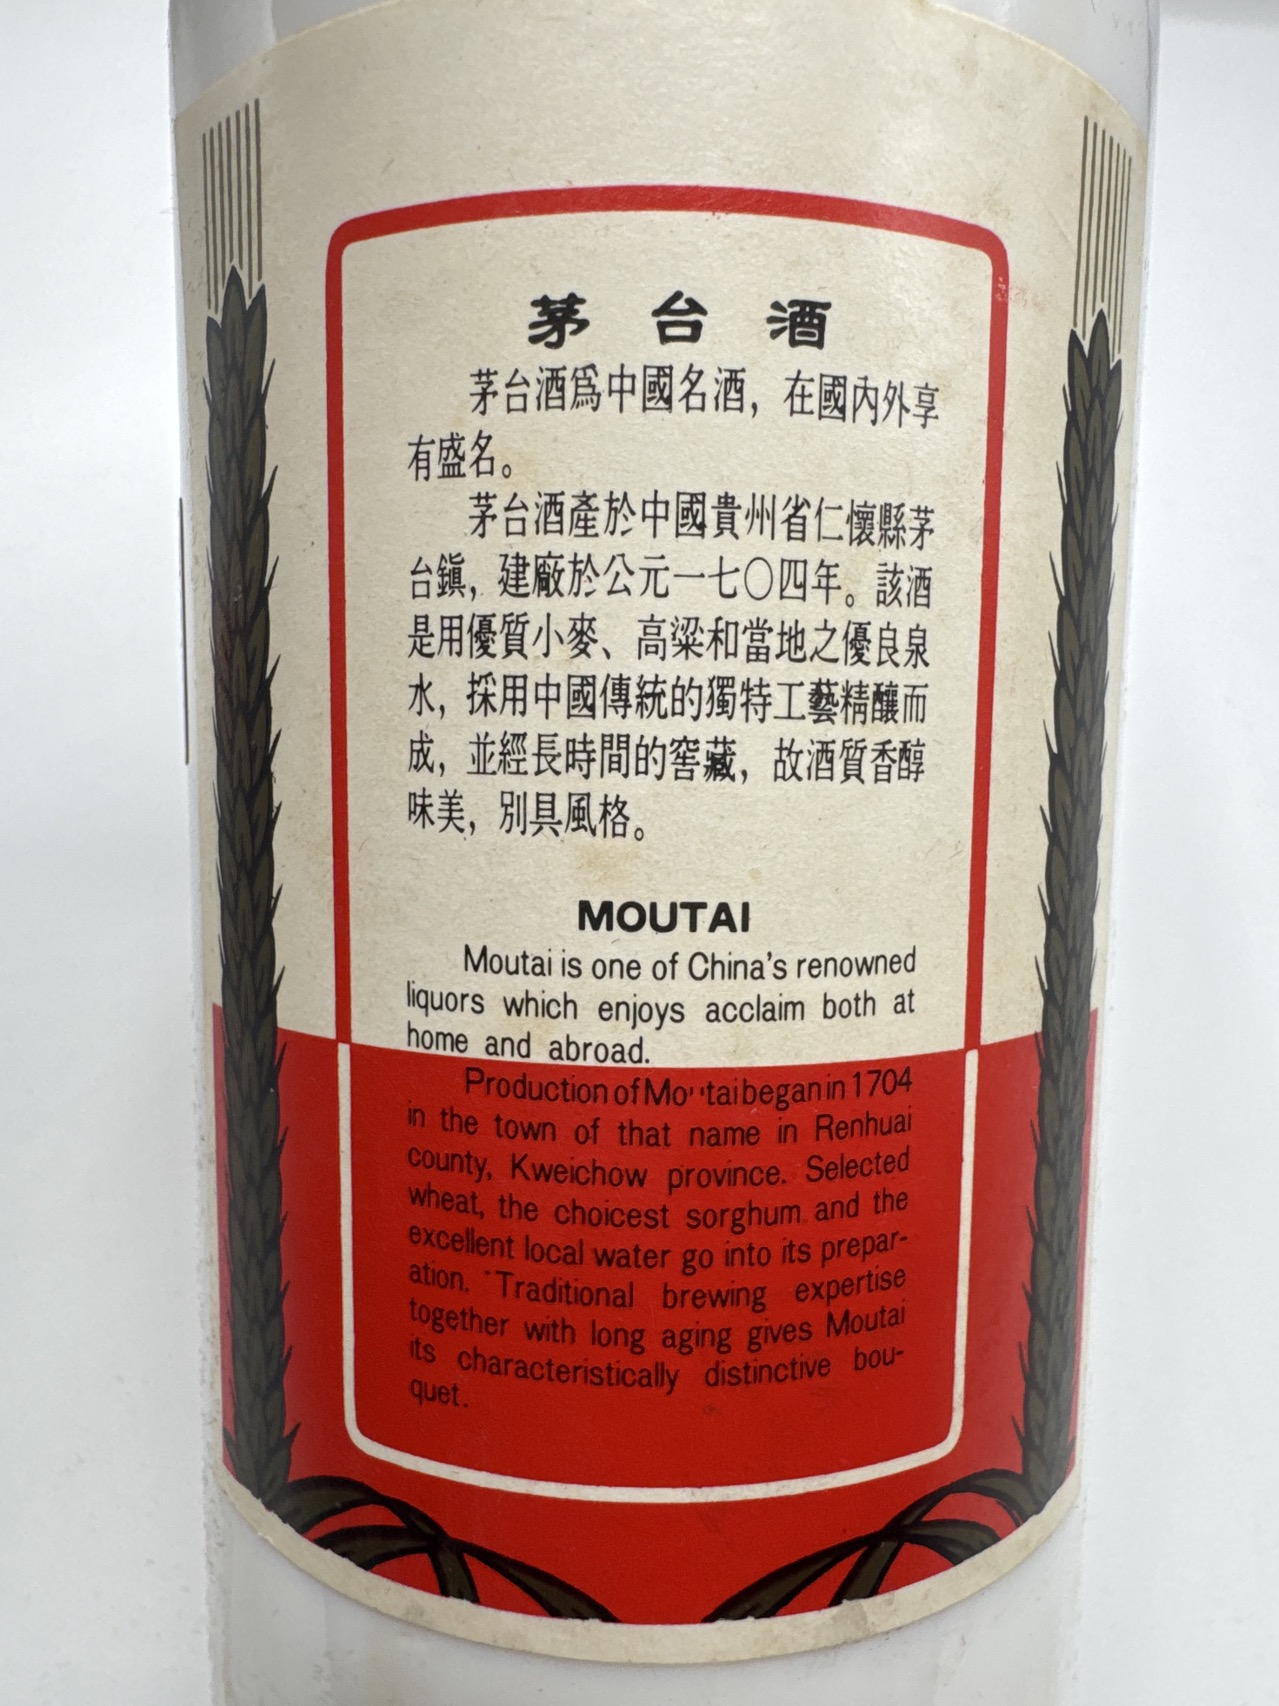 茅台酒
茅台酒爲中國名酒，在國內外享
有盛名。
茅台酒產於中國貴州省仁懷縣茅
台鎭，建廠於公元一七〇四年。該酒
是用優質小麥、高粱和當地之優良泉
水，採用中國傳統的獨特工藝精釀而
成，並經長時間的窖藏，故酒質香醇
味美，別具風格。
MOUTAI
Moutai is one of China's renowned
liquors which enjoys acclaim both at
home and abroad.
Production of Moutai began in 1704
in the town of that name in Renhuai
county, Kweichow province. Selected
wheat, the choicest sorghum and the
excellent local water go into its prepar-
ation. Traditional brewing expertise
together with long aging gives Moutai
its characteristically distinctive bou-
quet.